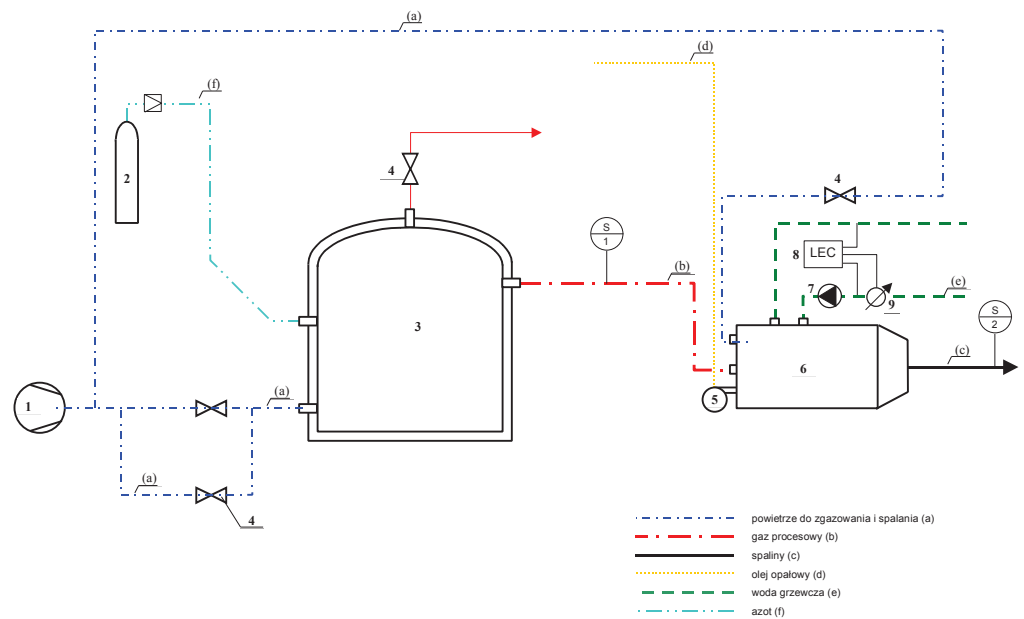 (a)
(d)
(f)
2
4
4
S
1
8
LEC
(b)
7
9
(e)
S
2
3
6
(c)
1
(a)
5
(a)
4
powietrze do zgazowania i spalania (a)
gaz procesowy (b)
spaliny (c)
olej opałowy (d)
woda grzewcza (e)
azot (f)